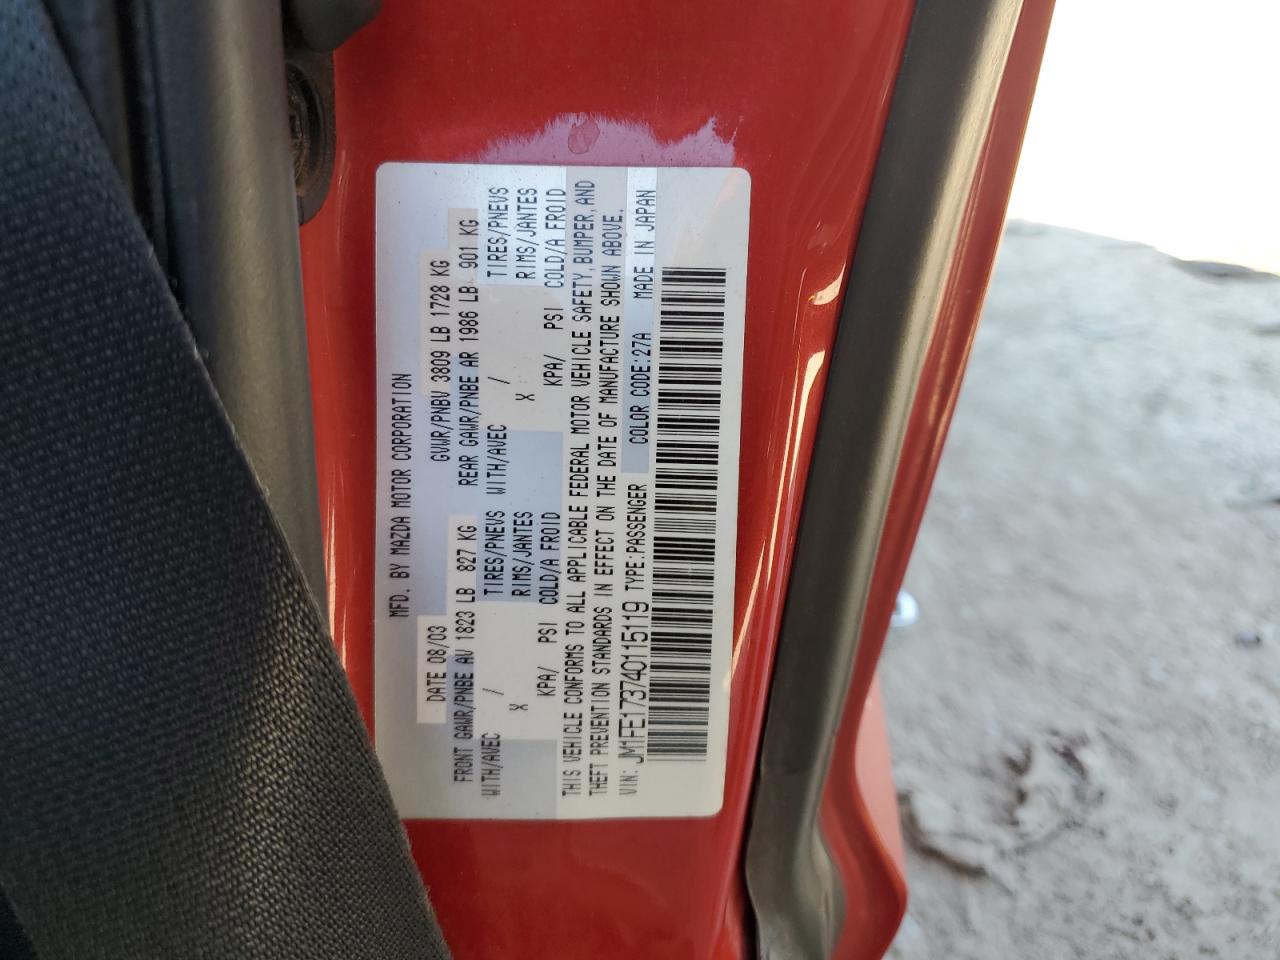 MFD. BY MAZDA MOTOR CORPORATION
DATE 08/03 GVWR/PNBV 3809 LB 1728 KG
FRONT GAWR/PNBE AV 1823 LB 827 KG REAR GAWR/PNBE AR 1986 LB 901 KG
WITH/AVEC / TIRES/PNEVS WITH/AVEC / TIRES/PNEVS
X RIMS/JANTES X RIMS/JANTES
KPA/ PSI COLD/A FROID KPA/ PSI COLD/A FROID
THIS VEHICLE CONFORMS TO ALL APPLICABLE FEDERAL MOTOR VEHICLE SAFETY, BUMPER, AND
THEFT PREVENTION STANDARDS IN EFFECT ON THE DATE OF MANUFACTURE SHOWN ABOVE.
VIN: JM1FE173740115119 TYPE:PASSENGER COLOR CODE:27A MADE IN JAPAN